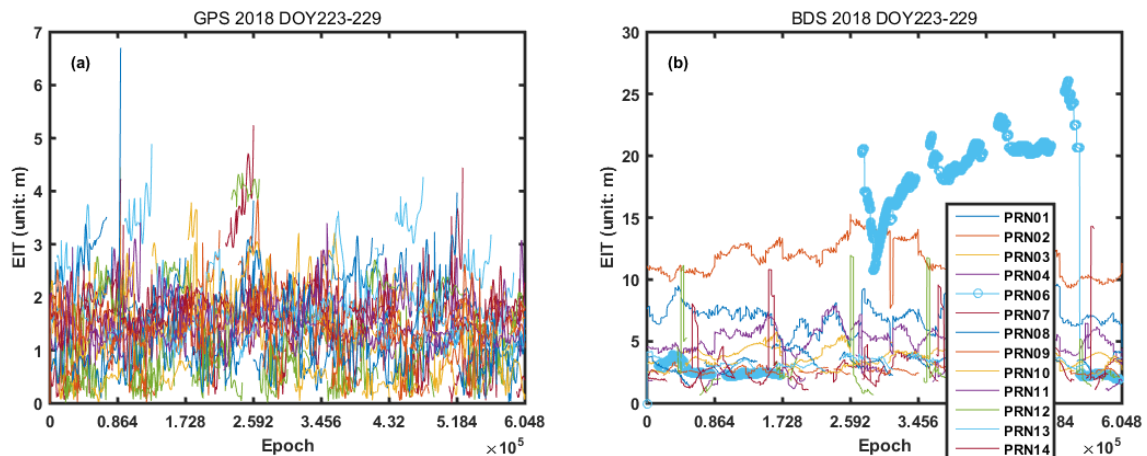 GPS 2018 DOY223-229
(a)
EIT (unit: m)
7
6
5
4
3
2
1
0
0 0.864 1.728 2.592 3.456 4.32 5.184 6.048
Epoch
×10^5
BDS 2018 DOY223-229
(b)
EIT (unit: m)
30
25
20
15
10
5
0
0 0.864 1.728 2.592 3.456 184 6.048
Epoch
×10^5
PRN01
PRN02
PRN03
PRN04
PRN06
PRN07
PRN08
PRN09
PRN10
PRN11
PRN12
PRN13
PRN14